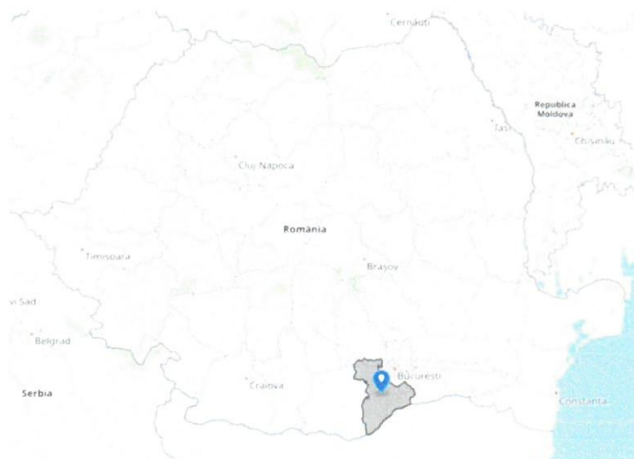 Cernăuți
Republica
Moldova
Iași
Chișinău
Cluj Napoca
România
Timișoara
Brașov
vi Sad
Belgrad
București
Craiova
Serbia
Constanța